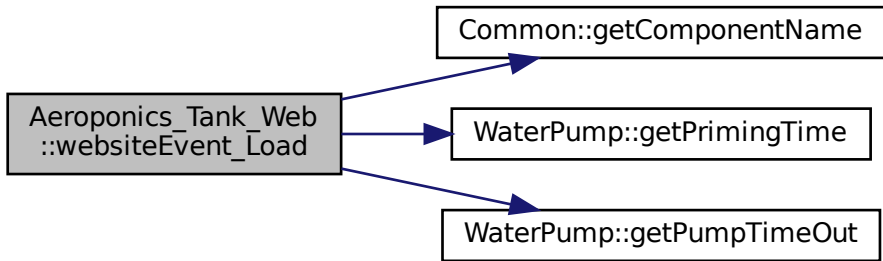 Common::getComponentName
Aeroponics_Tank_Web
::websiteEvent_Load
WaterPump::getPrimingTime
WaterPump::getPumpTimeOut